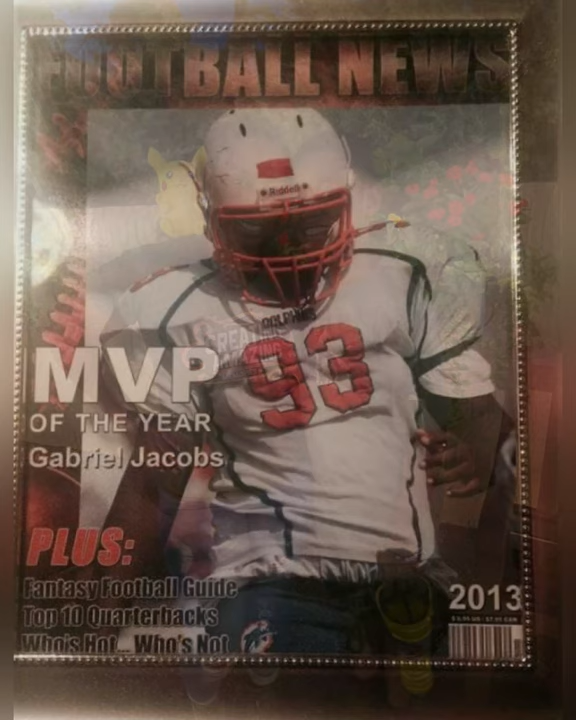 FOOTBALL NEWS
Riddell
DOLPHINS
93
MVP
OF THE YEAR
Gabriel Jacobs
PLUS:
Fantasy Football Guide
Top 10 Quarterbacks
Who's Hot... Who's Not
2013